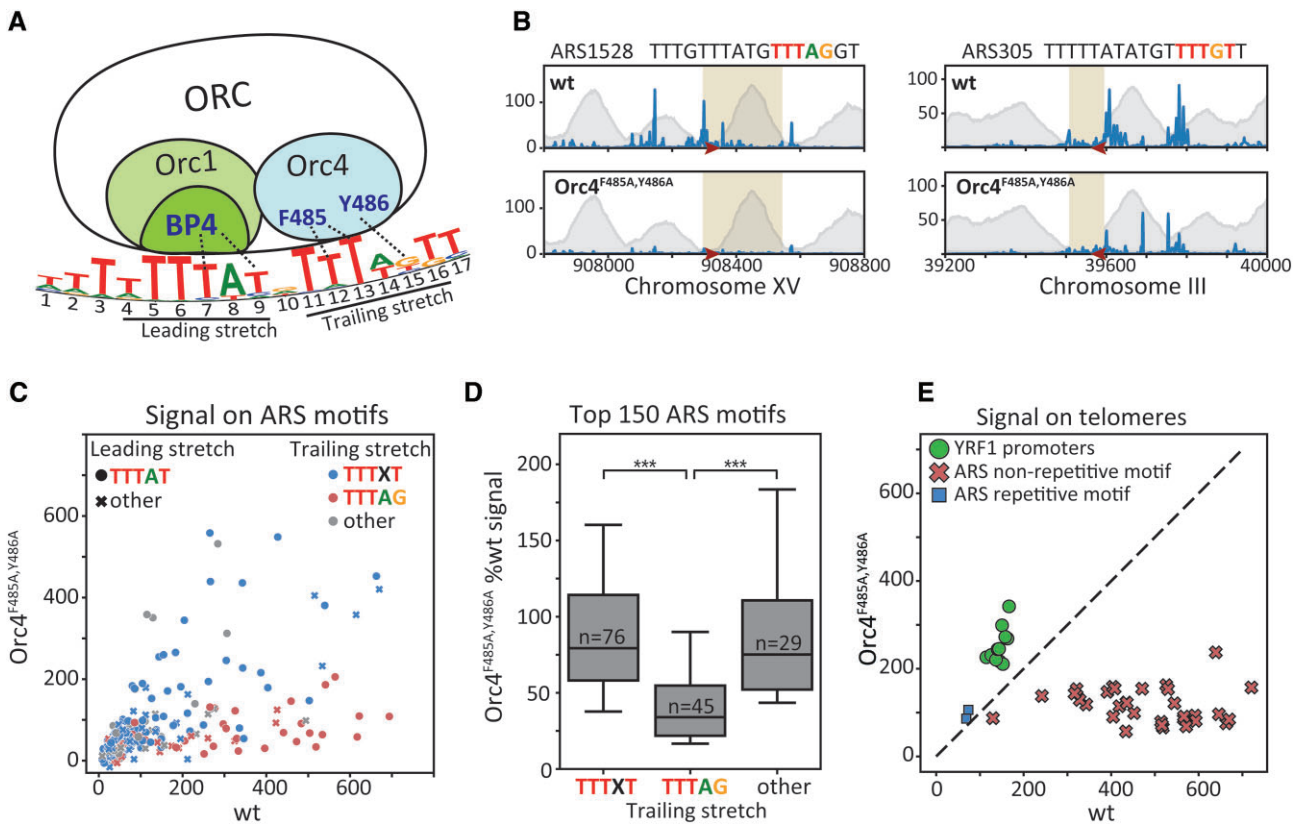 A
ORC
Orc1
Orc4
BP4
F485
Y486
T T T T T T T A T T T T A G T T
1 2 3 4 5 6 7 8 9 10 11 12 13 14 15 16 17
Leading stretch
Trailing stretch
B
ARS1528 TTTGTTTATGTTTAGGT
wt
100
0
Orc4F485A,Y486A
100
0
908000 908400 908800
Chromosome XV
ARS305 TTTTTATATGTTTTGTT
wt
100
50
0
Orc4F485A,Y486A
100
50
0
39200 39600 40000
Chromosome III
C
Signal on ARS motifs
Leading stretch
TTTAT
other
Trailing stretch
TTTXT
TTTAG
other
Orc4F485A,Y486A
600
400
200
0
0 200 400 600
wt
D
Top 150 ARS motifs
Orc4F485A,Y486A %wt signal
200
150
100
50
0
*** ***
n=76
n=45
n=29
TTTXT TTTAG other
Trailing stretch
E
Signal on telomeres
YRF1 promoters
ARS non-repetitive motif
ARS repetitive motif
Orc4F485A,Y486A
600
400
200
0
0 200 400 600
wt